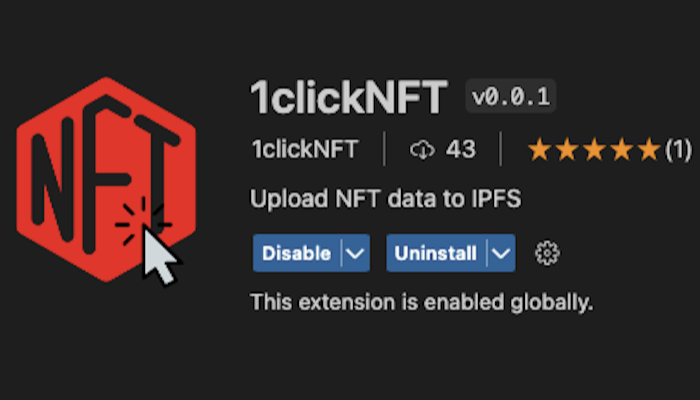 NFT
1clickNFT v0.0.1
1clickNFT 43 (1)
Upload NFT data to IPFS
Disable Uninstall
This extension is enabled globally.